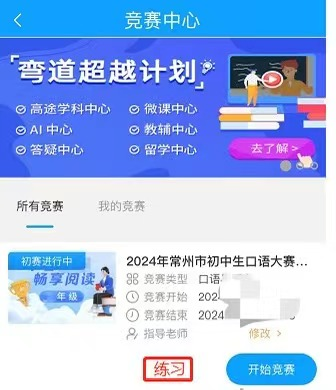 竞赛中心
弯道超越计划
高途学科中心 微课中心
AI 中心 教辅中心
答疑中心 留学中心
去了解>
所有竞赛 我的竞赛
初赛进行中
畅享阅读
年级
2024年常州市初中生口语大赛...
竞赛类型 口语
竞赛开始 202
竞赛结束 202
指导老师 修改>
练习 开始竞赛